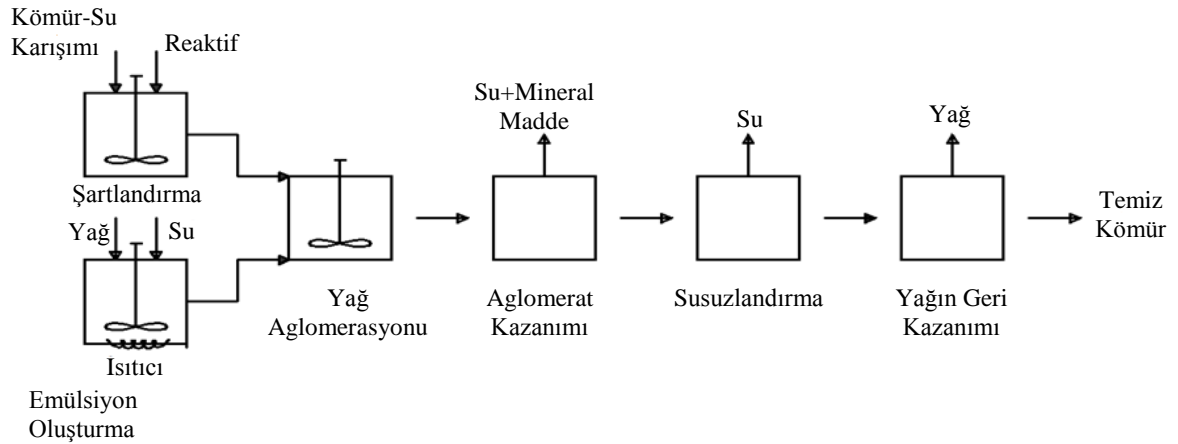 Kömür-Su
Karışımı
Reaktif
Şartlandırma
Yağ
Su
İsıtıcı
Emülsiyon
Oluşturma
Yağ
Aglomerasyonu
Su+Mineral
Madde
Aglomerat
Kazanımı
Su
Susuzlandırma
Yağ
Yağın Geri
Kazanımı
Temiz
Kömür